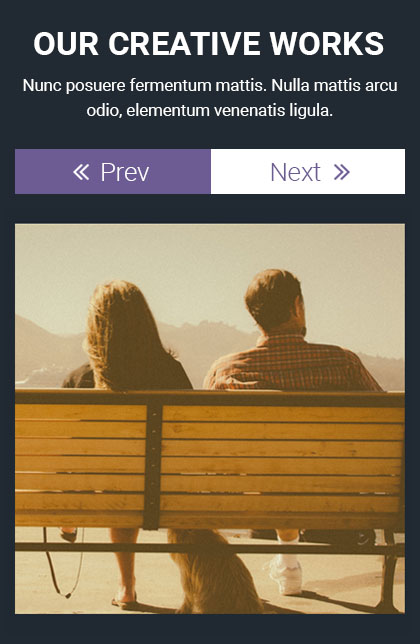 OUR CREATIVE WORKS
Nunc posuere fermentum mattis. Nulla mattis arcu
odio, elementum venenatis ligula.
Prev
Next